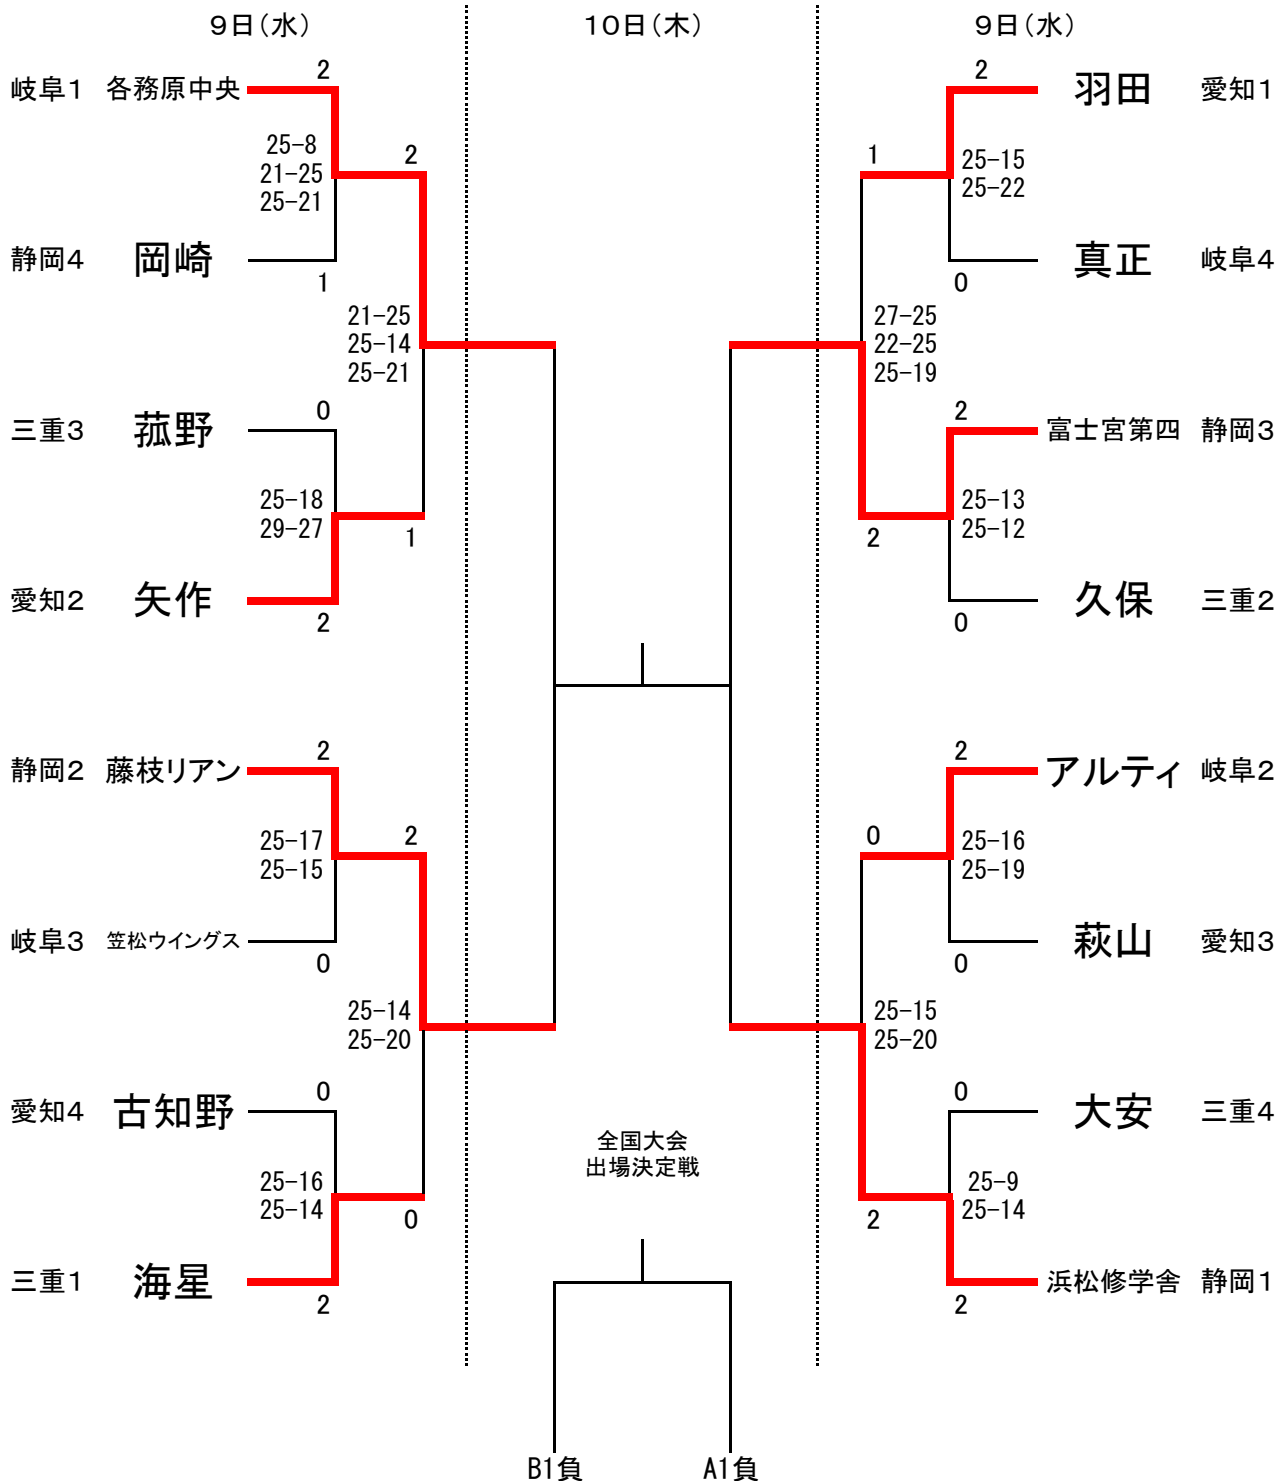 ９日（水）
１０日（木）
９日（水）
岐阜１ 各務原中央 2
25-8
21-25
25-21
2
静岡４ 岡崎
1
21-25
25-14
25-21
三重３ 菰野 0
25-18
29-27
1
愛知２ 矢作
2
静岡２ 藤枝リアン 2
25-17
25-15
2
岐阜３ 笠松ウイングス
0
25-14
25-20
愛知４ 古知野 0
25-16
25-14
0
三重１ 海星
2
2 羽田 愛知１
1
25-15
25-22
真正 岐阜４
0
27-25
22-25
25-19
2 富士宮第四 静岡３
25-13
25-12
2
久保 三重２
0
2 アルティ 岐阜２
0
25-16
25-19
萩山 愛知３
0
25-15
25-20
0 大安 三重４
25-9
25-14
2
浜松修学舎 静岡１
2
全国大会
出場決定戦
B1負 A1負